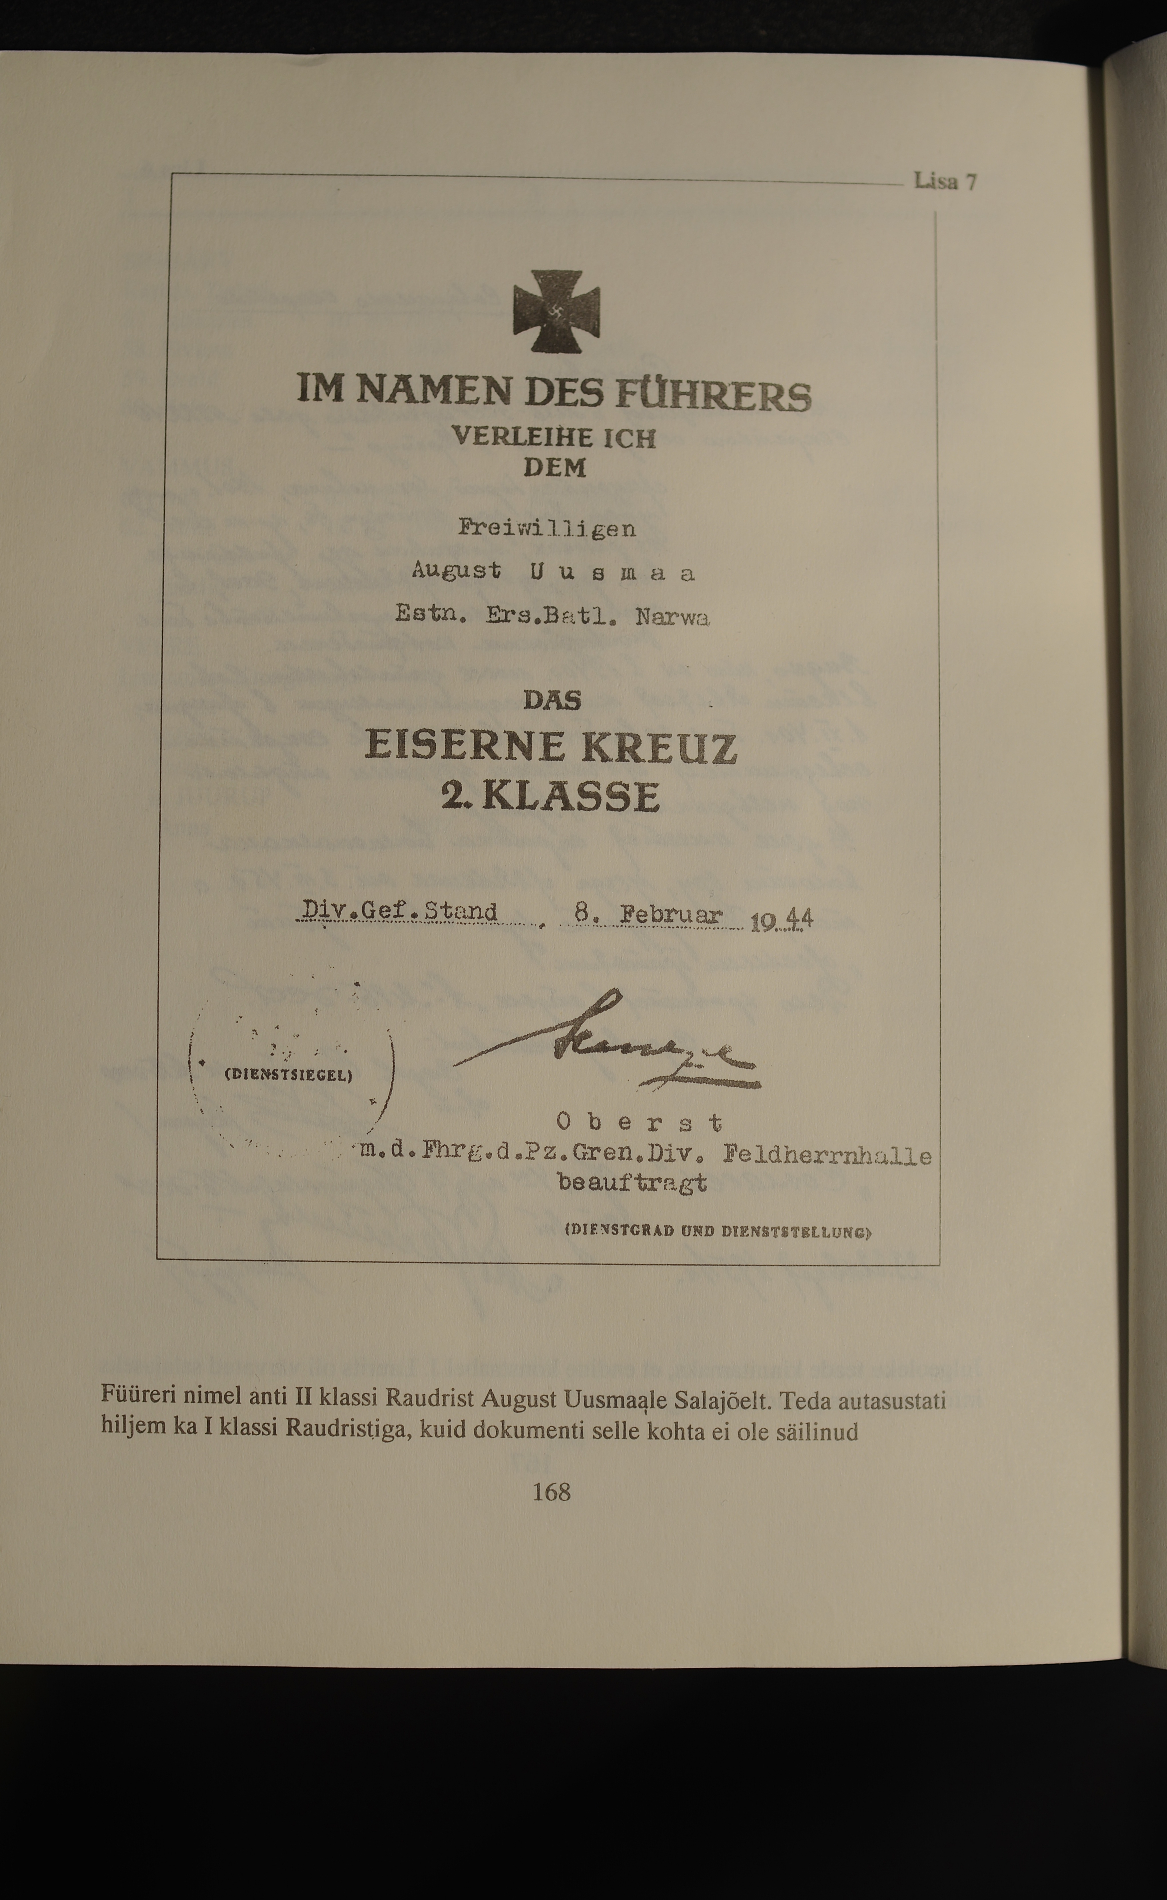 Lisa 7
IM NAMEN DES FÜHRERS
VERLEIHE ICH
DEM
Freiwilligen
August Uusmaa
Estn. Ers.Batl. Narwa
DAS
EISERNE KREUZ
2. KLASSE
Div.Gef.Stand, 8. Februar 1944
(DIENSTSIEGEL)
Oberst
m.d.Fhrg.d.Pz.Gren.Div. Feldherrnhalle
beauftragt
(DIENSTGRAD UND DIENSTSTELLUNG)
Füüreri nimel anti II klassi Raudrist August Uusmaale Salajõelt. Teda autasustati
hiljem ka I klassi Raudristiga, kuid dokumenti selle kohta ei ole säilinud
168